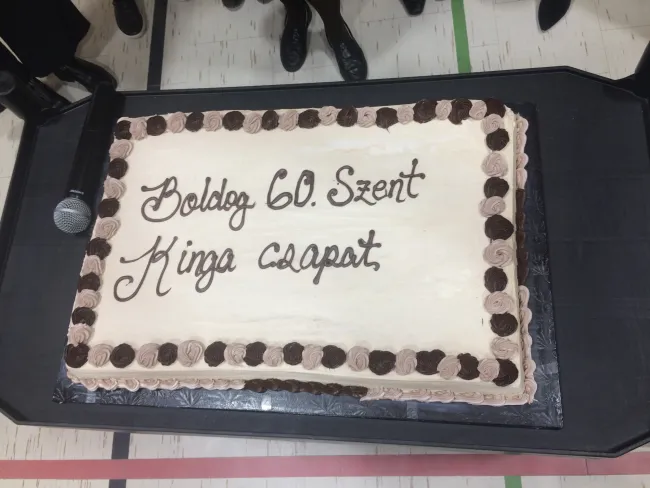 Boldog 60. Szent
Kinga csapat